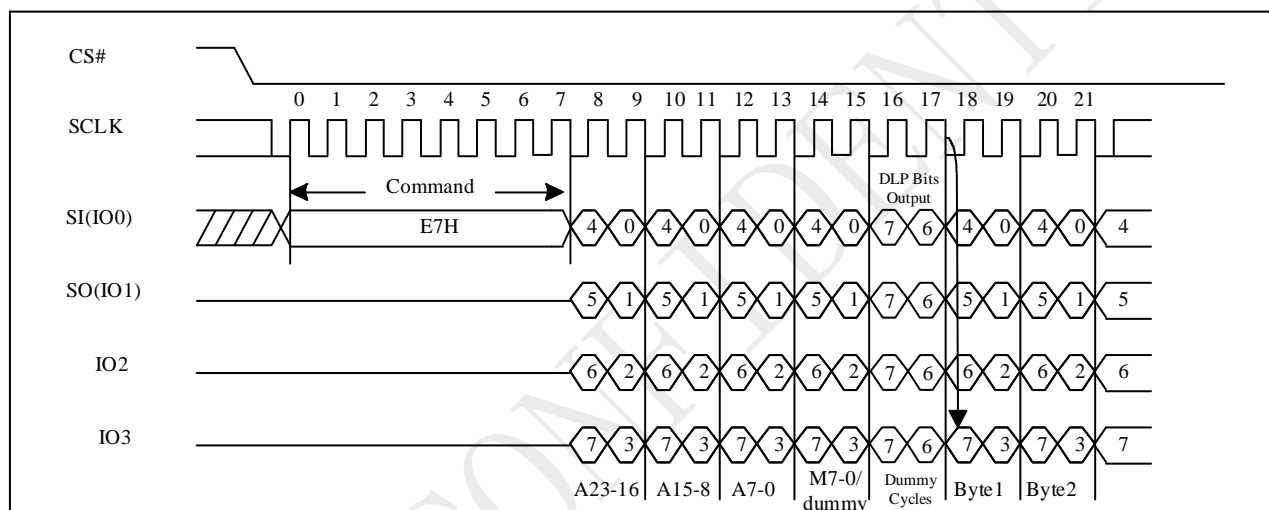 CS#
0 1 2 3 4 5 6 7 8 9 10 11 12 13 14 15 16 17 18 19 20 21
SCLK
Command
DLP Bits
Output
SI(IO0)
E7H
4 0 4 0 4 0 4 0 7 6 4 0 4 0 4
SO(IO1)
5 1 5 1 5 1 5 1 7 6 5 1 5 1 5
IO2
6 2 6 2 6 2 6 2 7 6 6 2 6 2 6
IO3
7 3 7 3 7 3 7 3 7 6 7 3 7 3 7
A23-16 A15-8 A7-0 M7-0/
dummy Dummy
Cycles Byte1 Byte2
CONFIDENT